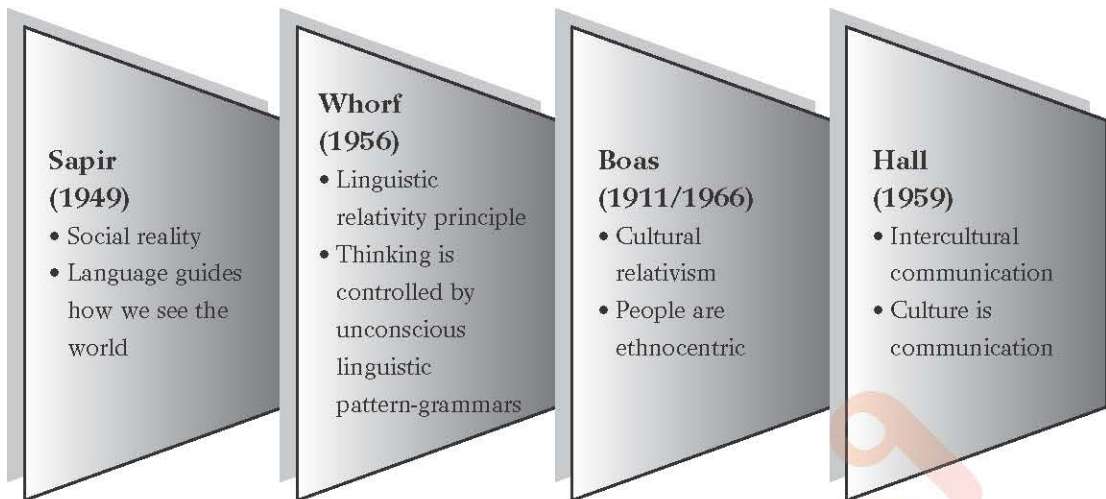 Sapir
(1949)
• Social reality
• Language guides
how we see the
world
Whorf
(1956)
• Linguistic
relativity principle
• Thinking is
controlled by
unconscious
linguistic
pattern-grammars
Boas
(1911/1966)
• Cultural
relativism
• People are
ethnocentric
Hall
(1959)
• Intercultural
communication
• Culture is
communication